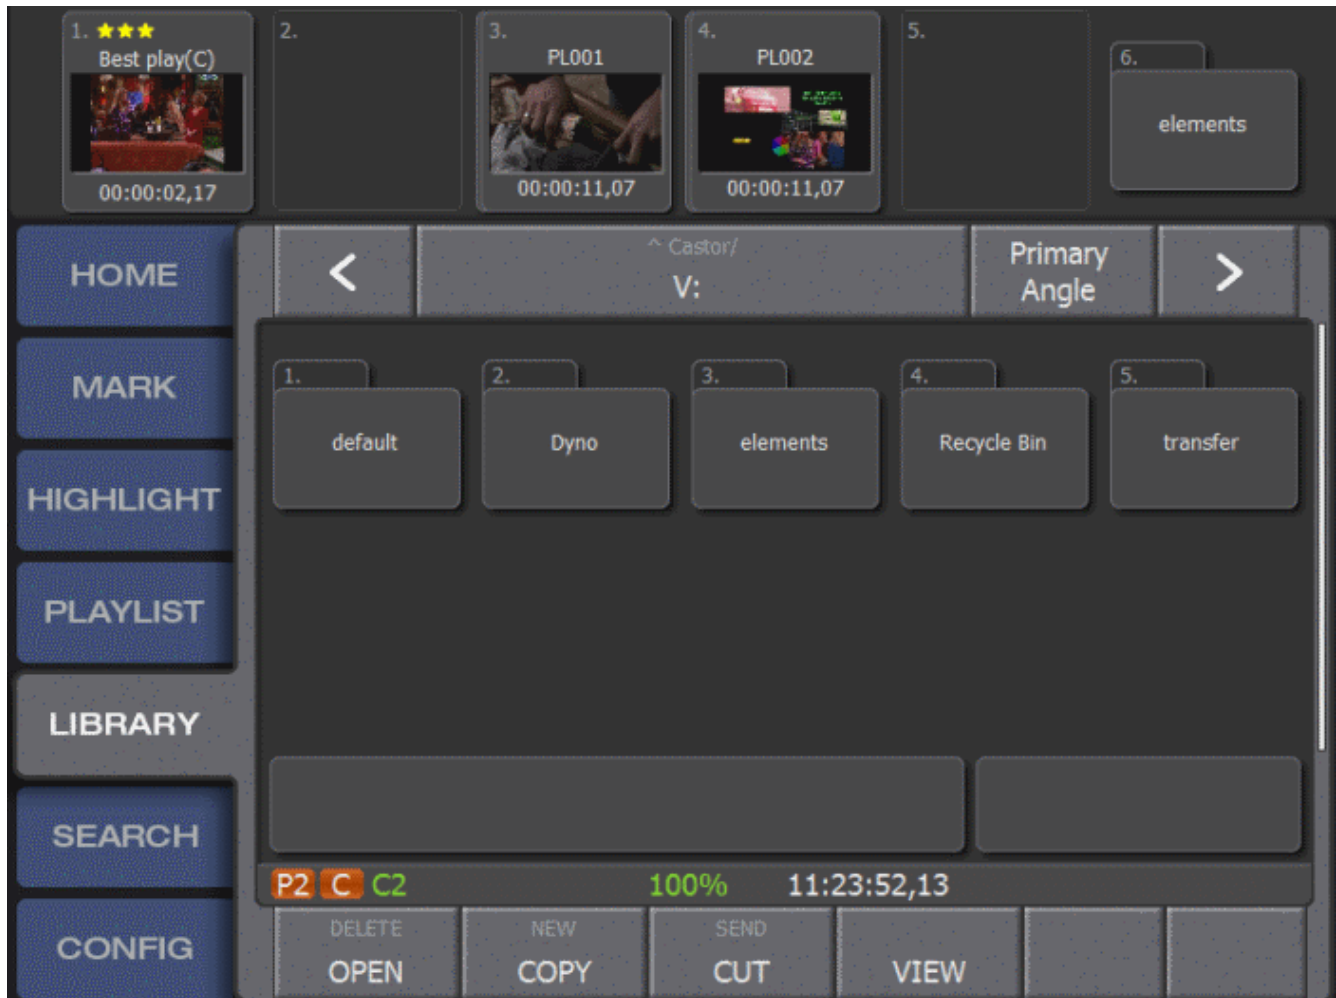 1.
Best play(C)
00:00:02,17
2.
3.
PL001
00:00:11,07
4.
PL002
00:00:11,07
5.
6.
elements
HOME
MARK
HIGHLIGHT
PLAYLIST
LIBRARY
SEARCH
CONFIG
<
^ Castor/
V:
Primary
Angle
>
1.
default
2.
Dyno
3.
elements
4.
Recycle Bin
5.
transfer
P2 C C2 100% 11:23:52,13
DELETE
OPEN
NEW
COPY
SEND
CUT
VIEW